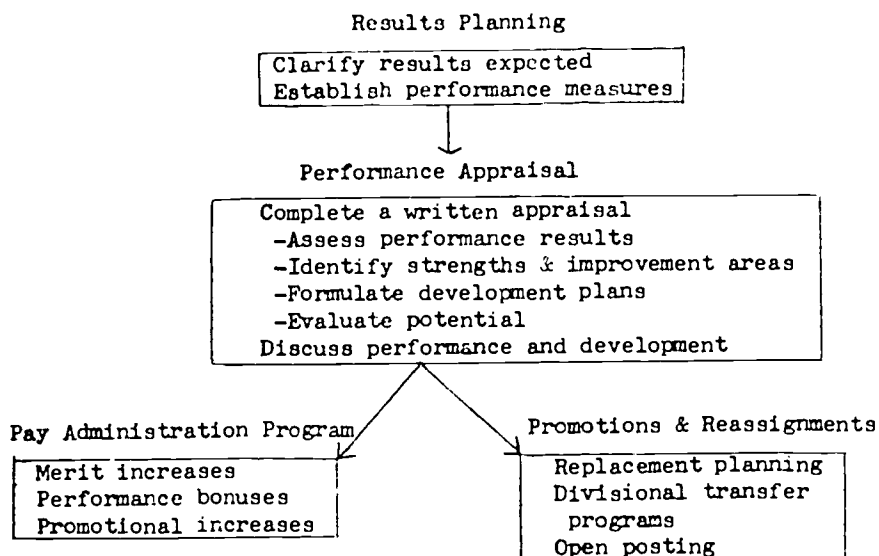 Results Planning
Clarify results expected
Establish performance measures
Performance Appraisal
Complete a written appraisal
-Assess performance results
-Identify strengths & improvement areas
-Formulate development plans
-Evaluate potential
Discuss performance and development
Pay Administration Program
Merit increases
Performance bonuses
Promotional increases
Promotions & Reassignments
Replacement planning
Divisional transfer
programs
Open posting